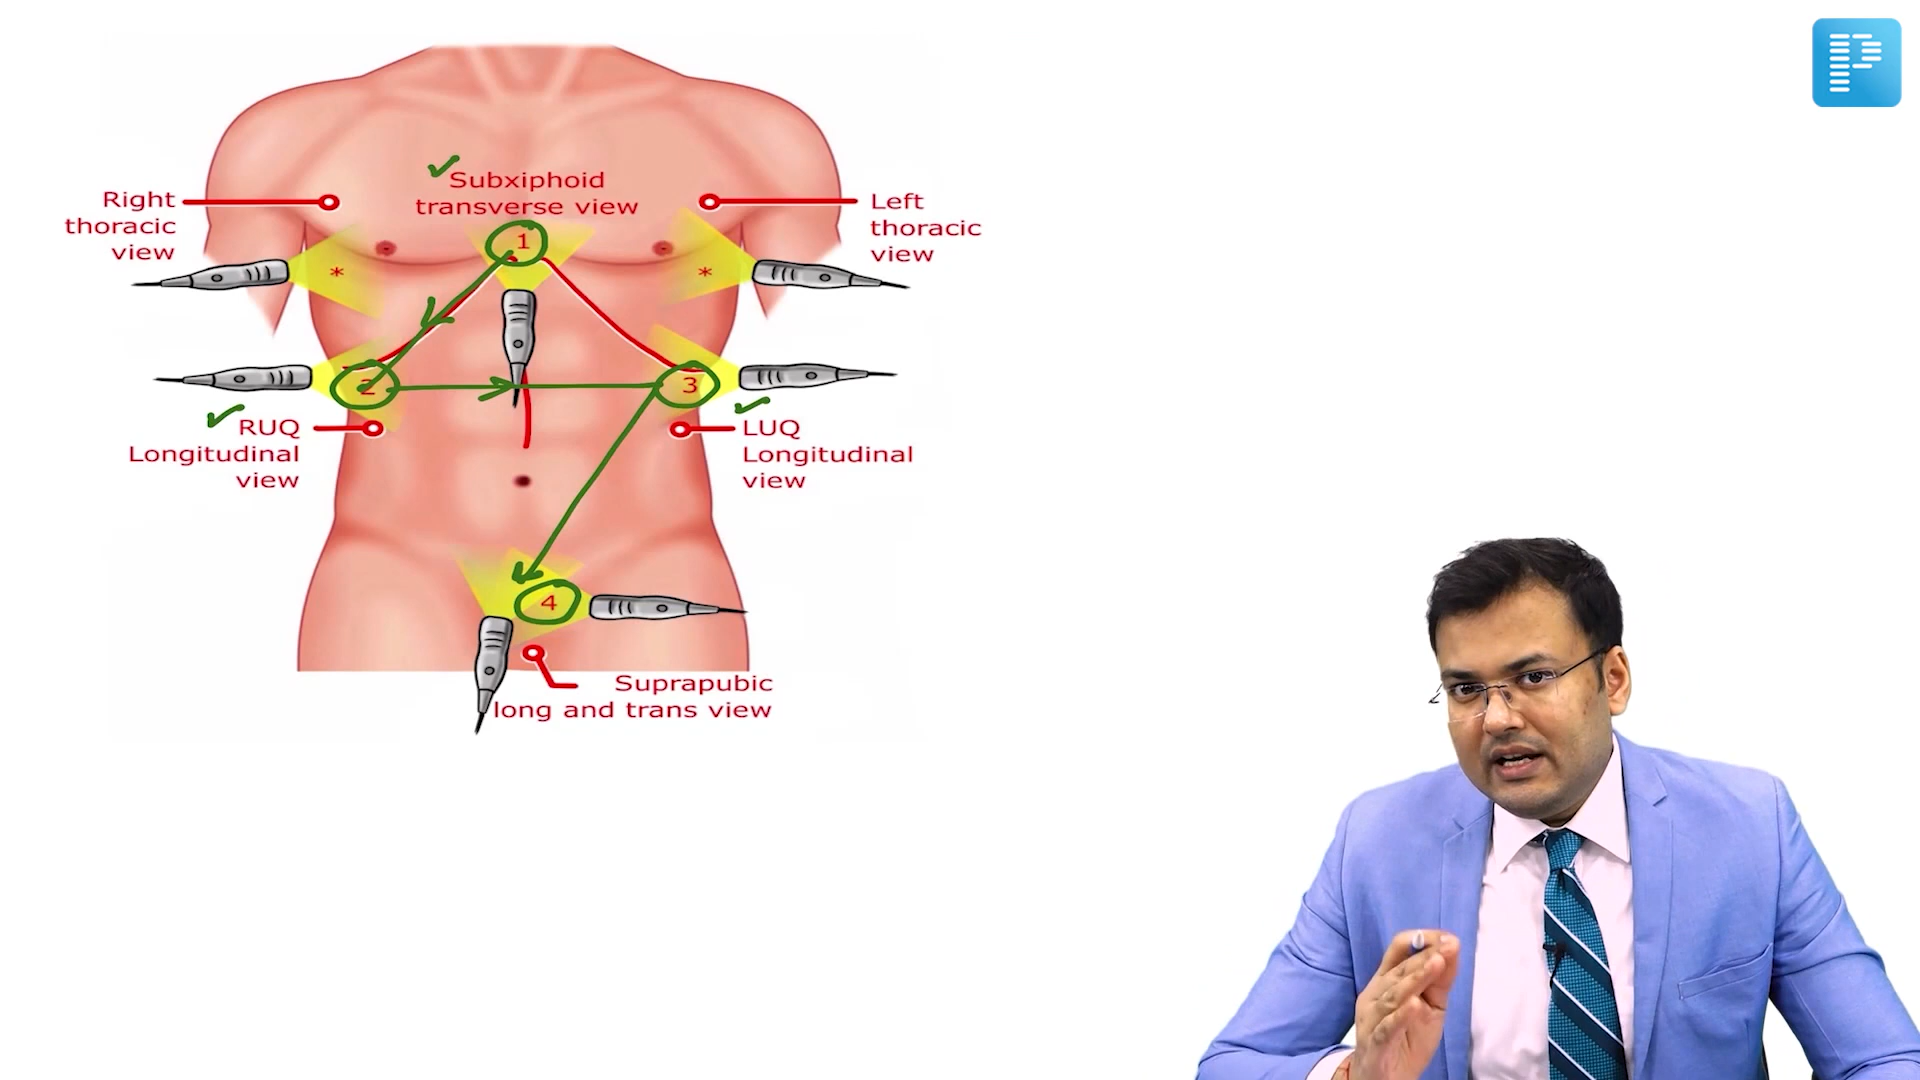 Subxiphoid
transverse view
Right
thoracic
view
Left
thoracic
view
1
*
*
2
3
RUQ
Longitudinal
view
LUQ
Longitudinal
view
4
Suprapubic
long and trans view
P